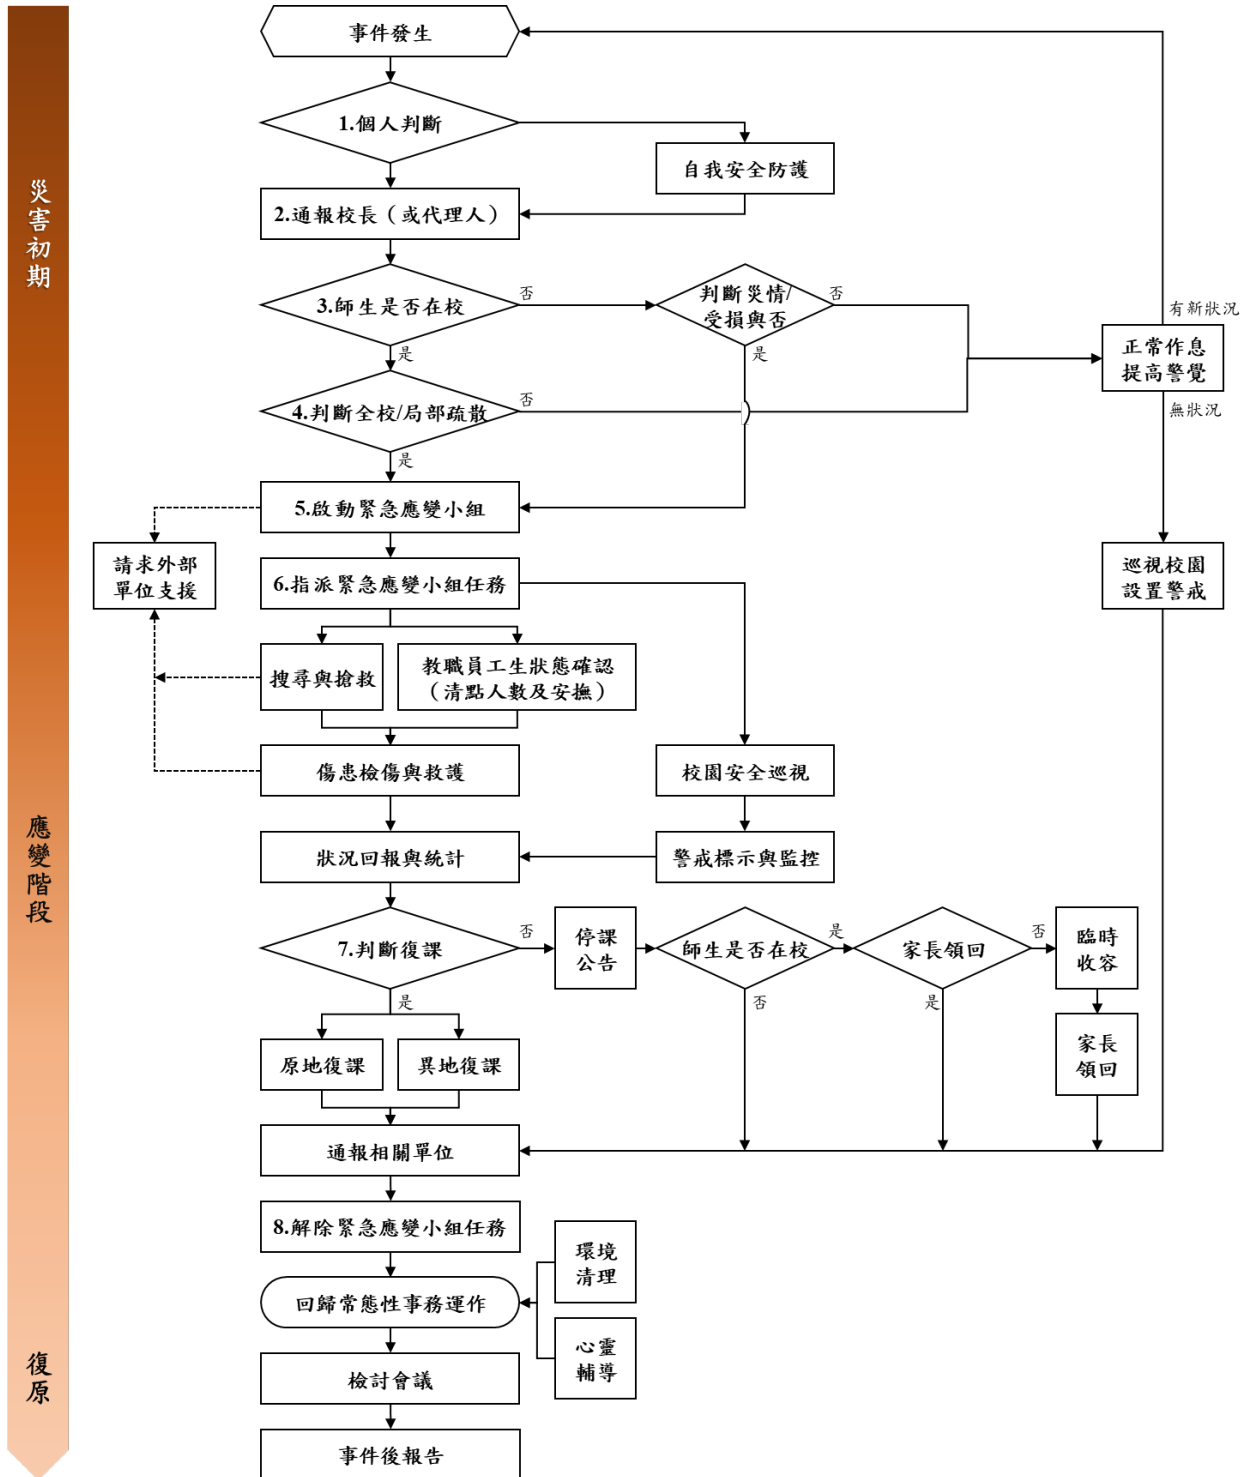 事件發生
1.個人判斷
自我安全防護
2.通報校長（或代理人）
3.師生是否在校
否
判斷災情/
受損與否
否
有新狀況
正常作息
提高警覺
無狀況
是
是
4.判斷全校/局部疏散
否
是
5.啟動緊急應變小組
請求外部
單位支援
6.指派緊急應變小組任務
巡視校園
設置警戒
搜尋與搶救
教職員工生狀態確認
（清點人數及安撫）
傷患檢傷與救護
校園安全巡視
狀況回報與統計
警戒標示與監控
7.判斷復課
否
停課
公告
師生是否在校
是
家長領回
否
臨時
收容
是
否
是
原地復課
異地復課
家長
領回
通報相關單位
8.解除緊急應變小組任務
環境
清理
回歸常態性事務運作
心靈
輔導
檢討會議
事件後報告
災害初期
應變階段
復原